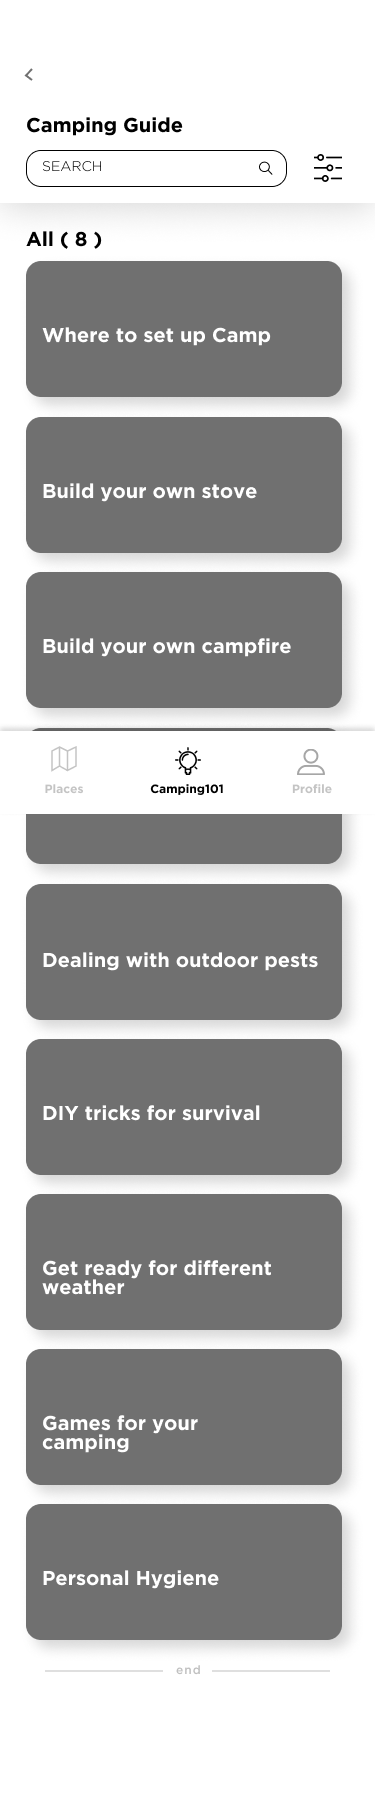 Camping Guide
SEARCH
All ( 8 )
Where to set up Camp
Build your own stove
Build your own campfire
Places
Camping101
Profile
Dealing with outdoor pests
DIY tricks for survival
Get ready for different
weather
Games for your
camping
Personal Hygiene
end